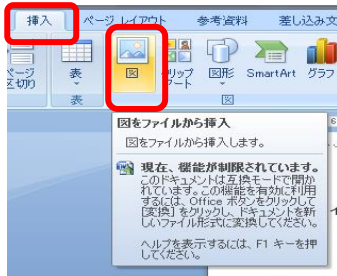 挿入 ページ レイアウト 参考資料 差し込み文
ページ区切り 表 図 クリップアート 図形 SmartArt グラフ
表 図
図をファイルから挿入
図をファイルから挿入します。
現在、機能が制限されています。
このドキュメントは互換モードで開か
れています。この機能を有効に利用
するには、Office ボタンをクリックして
[変換] をクリックし、ドキュメントを新
しいファイル形式に変換してください。
ヘルプを表示するには、F1 キーを押
してください。